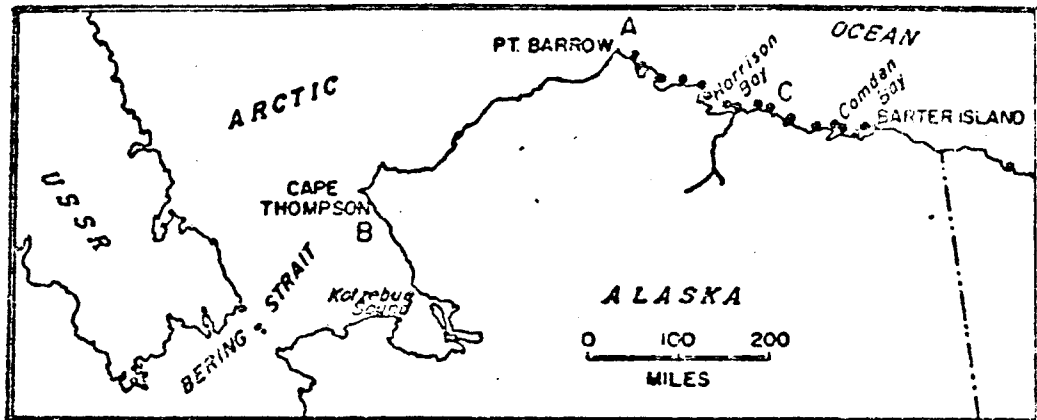 A
OCEAN
PT. BARROW
Harrison
Bay
C
Comdan
Bay
BARTER ISLAND
ARCTIC
USSR
CAPE
THOMPSON
B
BERING STRAIT
Kotzebue
Sound
ALASKA
0 100 200
MILES